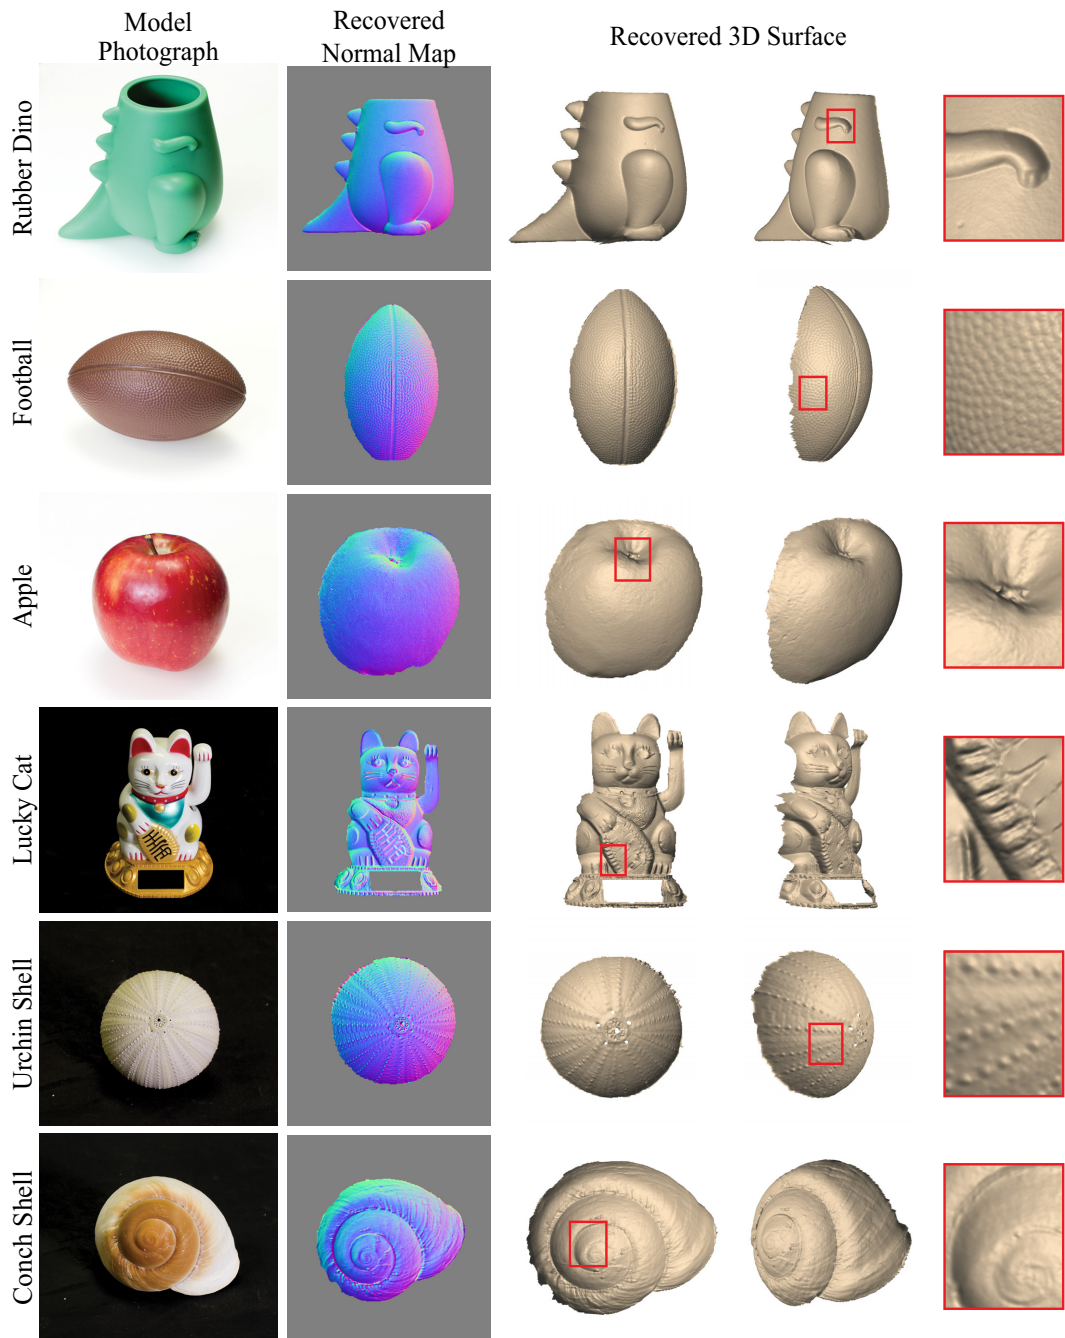 Model
Photograph
Recovered
Normal Map
Recovered 3D Surface
Rubber Dino
Football
Apple
Lucky Cat
Urchin Shell
Conch Shell